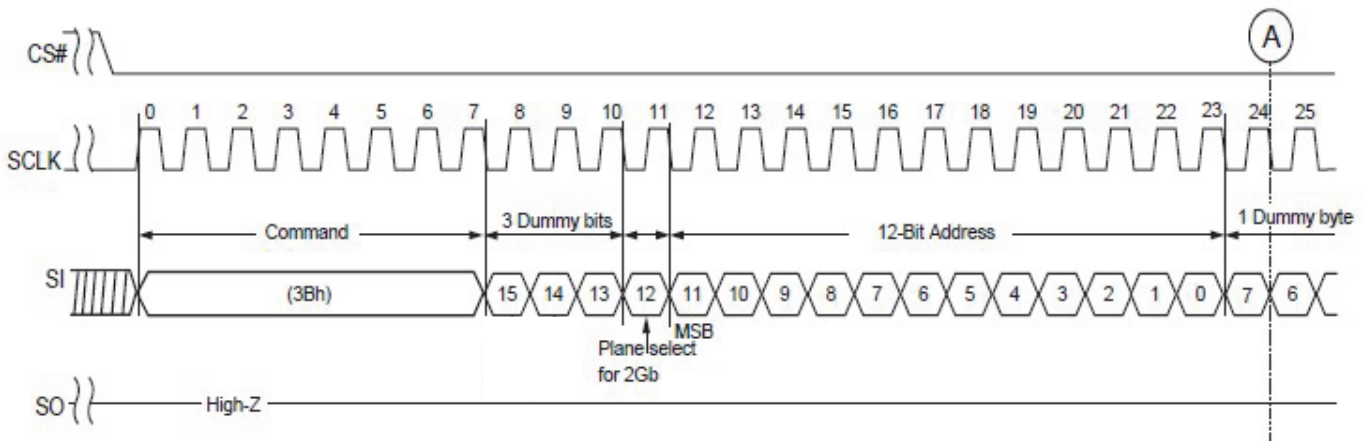 A
CS#
0 1 2 3 4 5 6 7 8 9 10 11 12 13 14 15 16 17 18 19 20 21 22 23 24 25
SCLK
Command 3 Dummy bits 12-Bit Address 1 Dummy byte
SI (3Bh) 15 14 13 12 11 10 9 8 7 6 5 4 3 2 1 0 7 6
MSB
Plane select
for 2Gb
SO High-Z